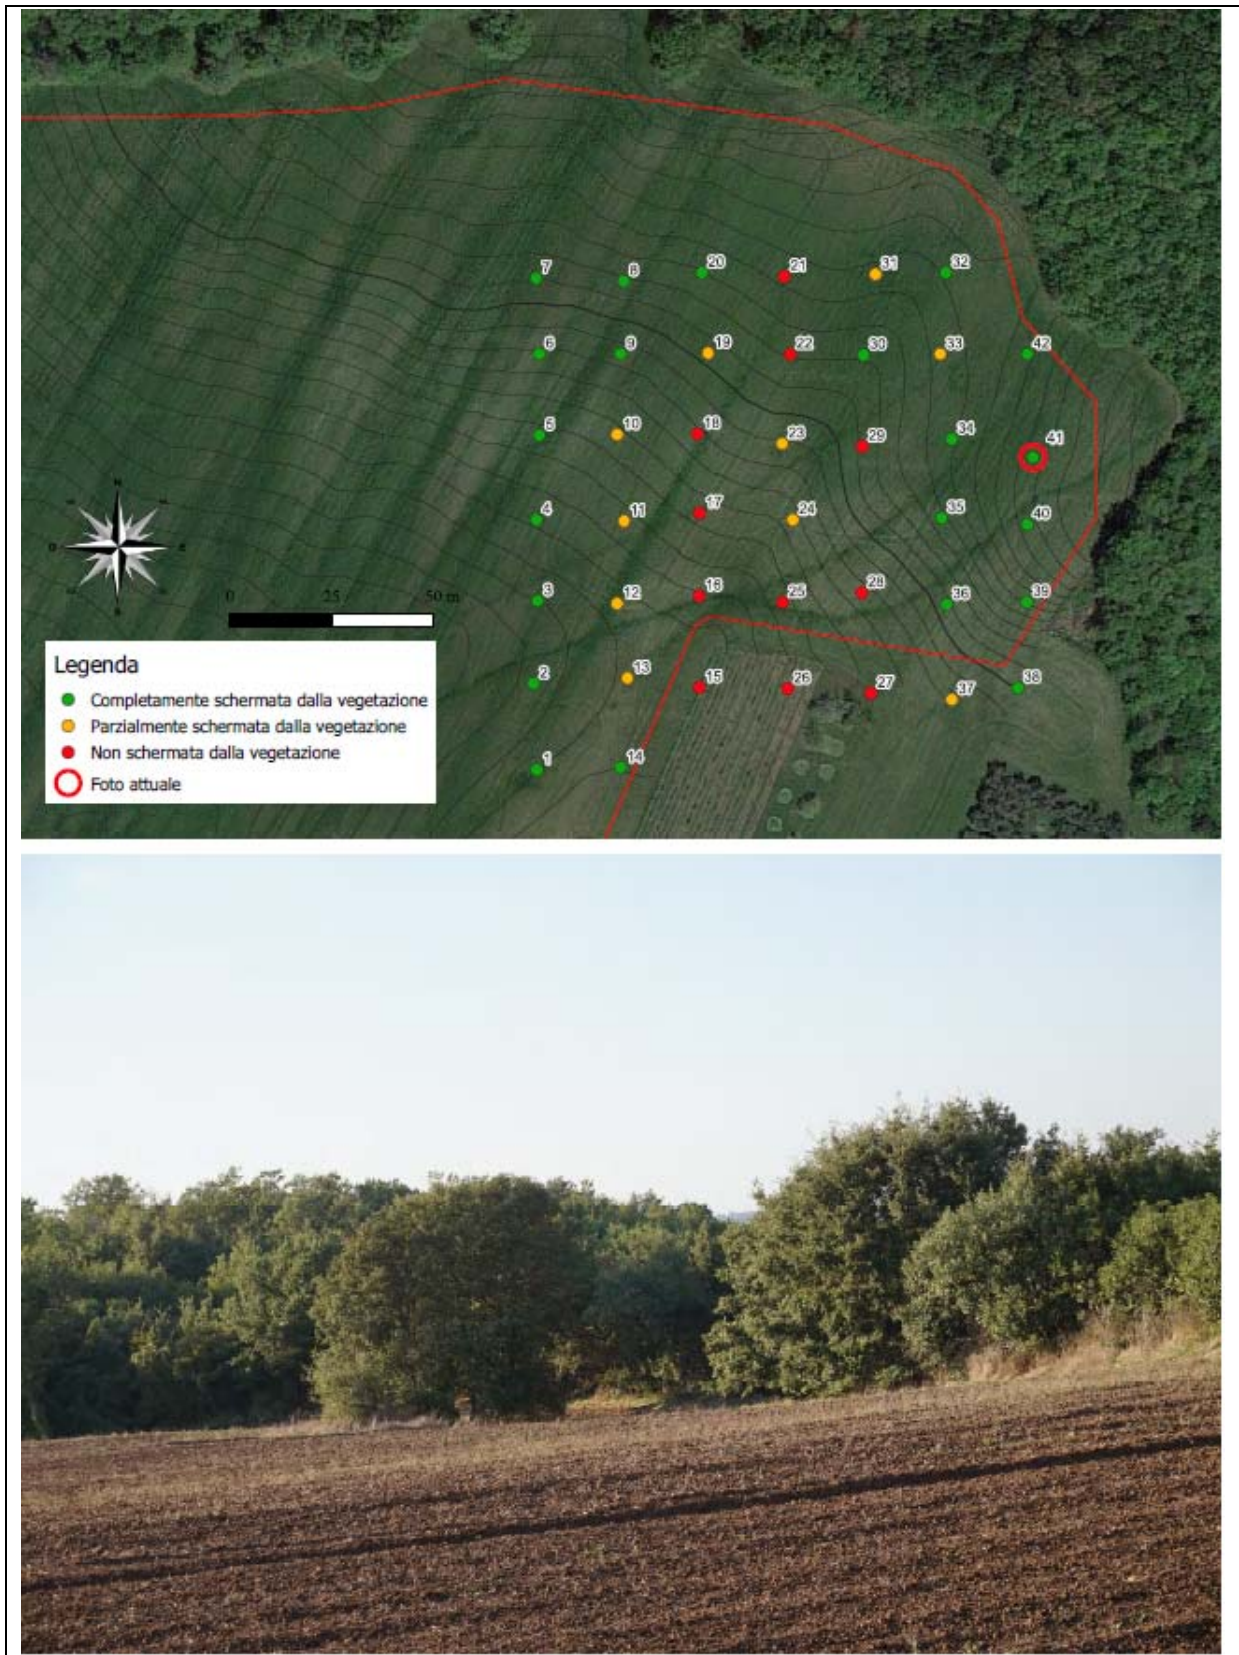 7 8 20 21 31 32
6 9 19 22 30 33 42
5 10 18 23 29 34 41
4 11 17 24 35 40
3 12 16 25 28 36 39
2 13 15 26 27 37 38
1 14
N
O E
S
0 25 50 m
Legenda
Completamente schermata dalla vegetazione
Parzialmente schermata dalla vegetazione
Non schermata dalla vegetazione
Foto attuale